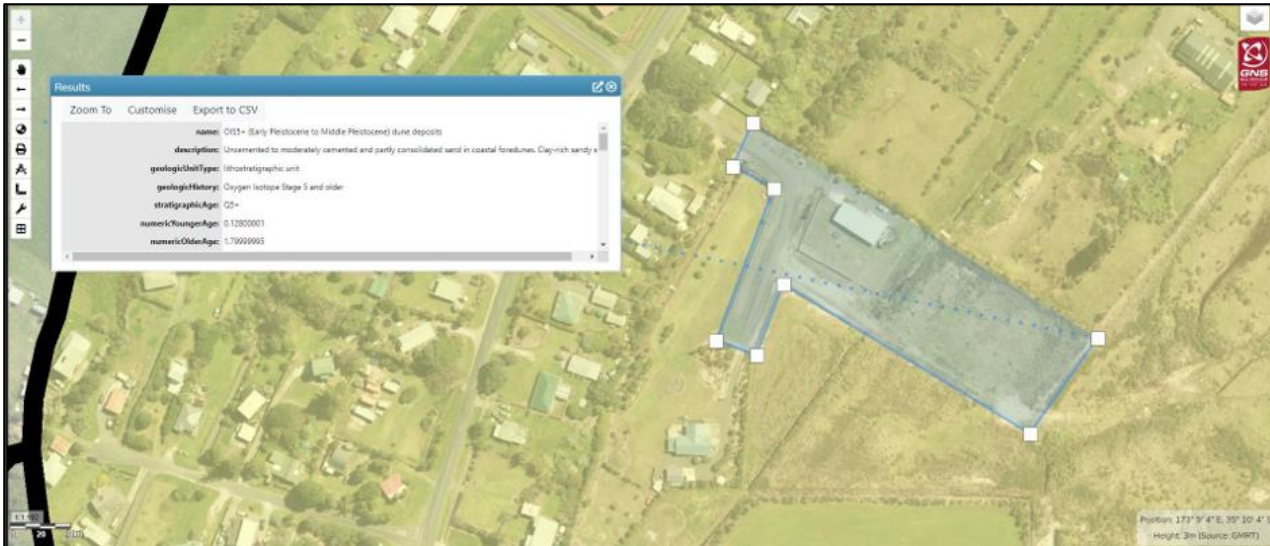 Results
Zoom To Customise Export to CSV
name: OIS5+ (Early Pleistocene to Middle Pleistocene) dune deposits
description: Uncemented to moderately cemented and partly consolidated sand in coastal foredunes. Clay-rich sandy s
geologicUnitType: lithostratigraphic unit
geologicHistory: Oxygen Isotope Stage 5 and older
stratigraphicAge: Q5+
numericYoungerAge: 0.12800001
numericOlderAge: 1.79999995
GNS
20
Position: 173° 9' 4" E, 35° 10' 4" S
Height: 3m (Source: GMRT)